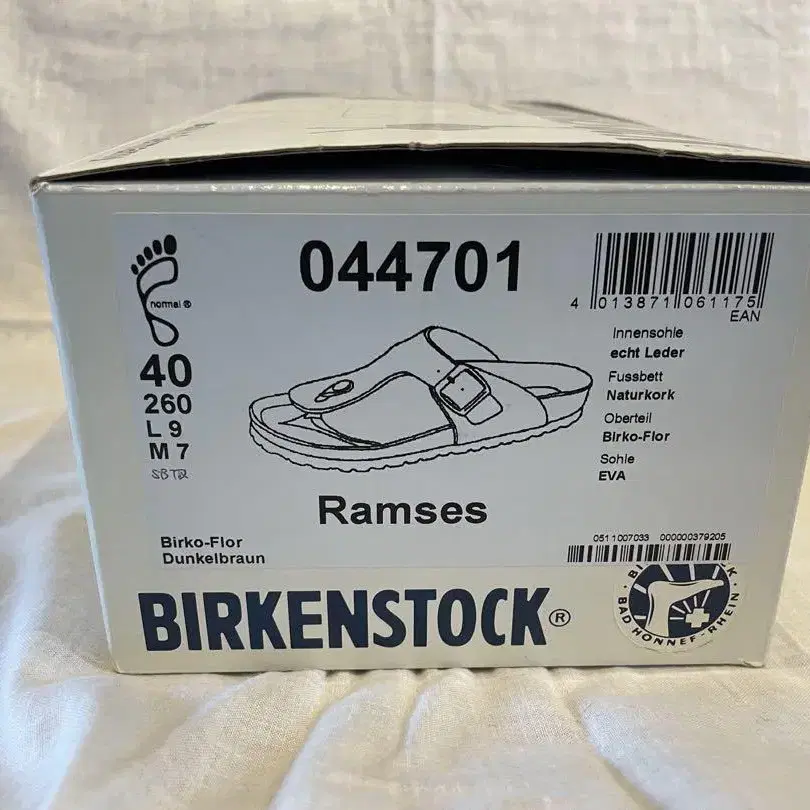 044701
4 013871 061175
EAN
normal ®
40
260
L 9
M 7
Innensohle
echt Leder
Fussbett
Naturkork
Oberteil
Birko-Flor
Sohle
EVA
Ramses
Birko-Flor
Dunkelbraun
0511007033 000000379205
BIRKENSTOCK®
BAD HONNEF-RHEIN